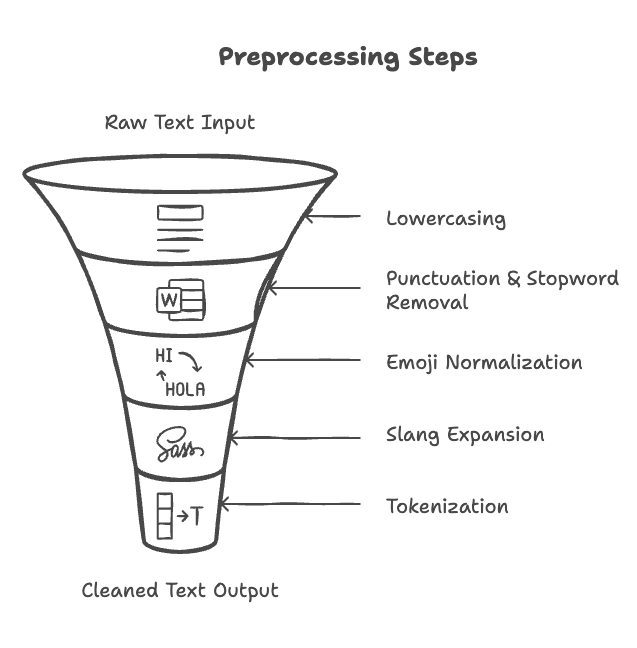 Preprocessing Steps
Raw Text Input
Lowercasing
W
Punctuation & Stopword
Removal
HI
HOLA
Emoji Normalization
Sass
Slang Expansion
T
Tokenization
Cleaned Text Output